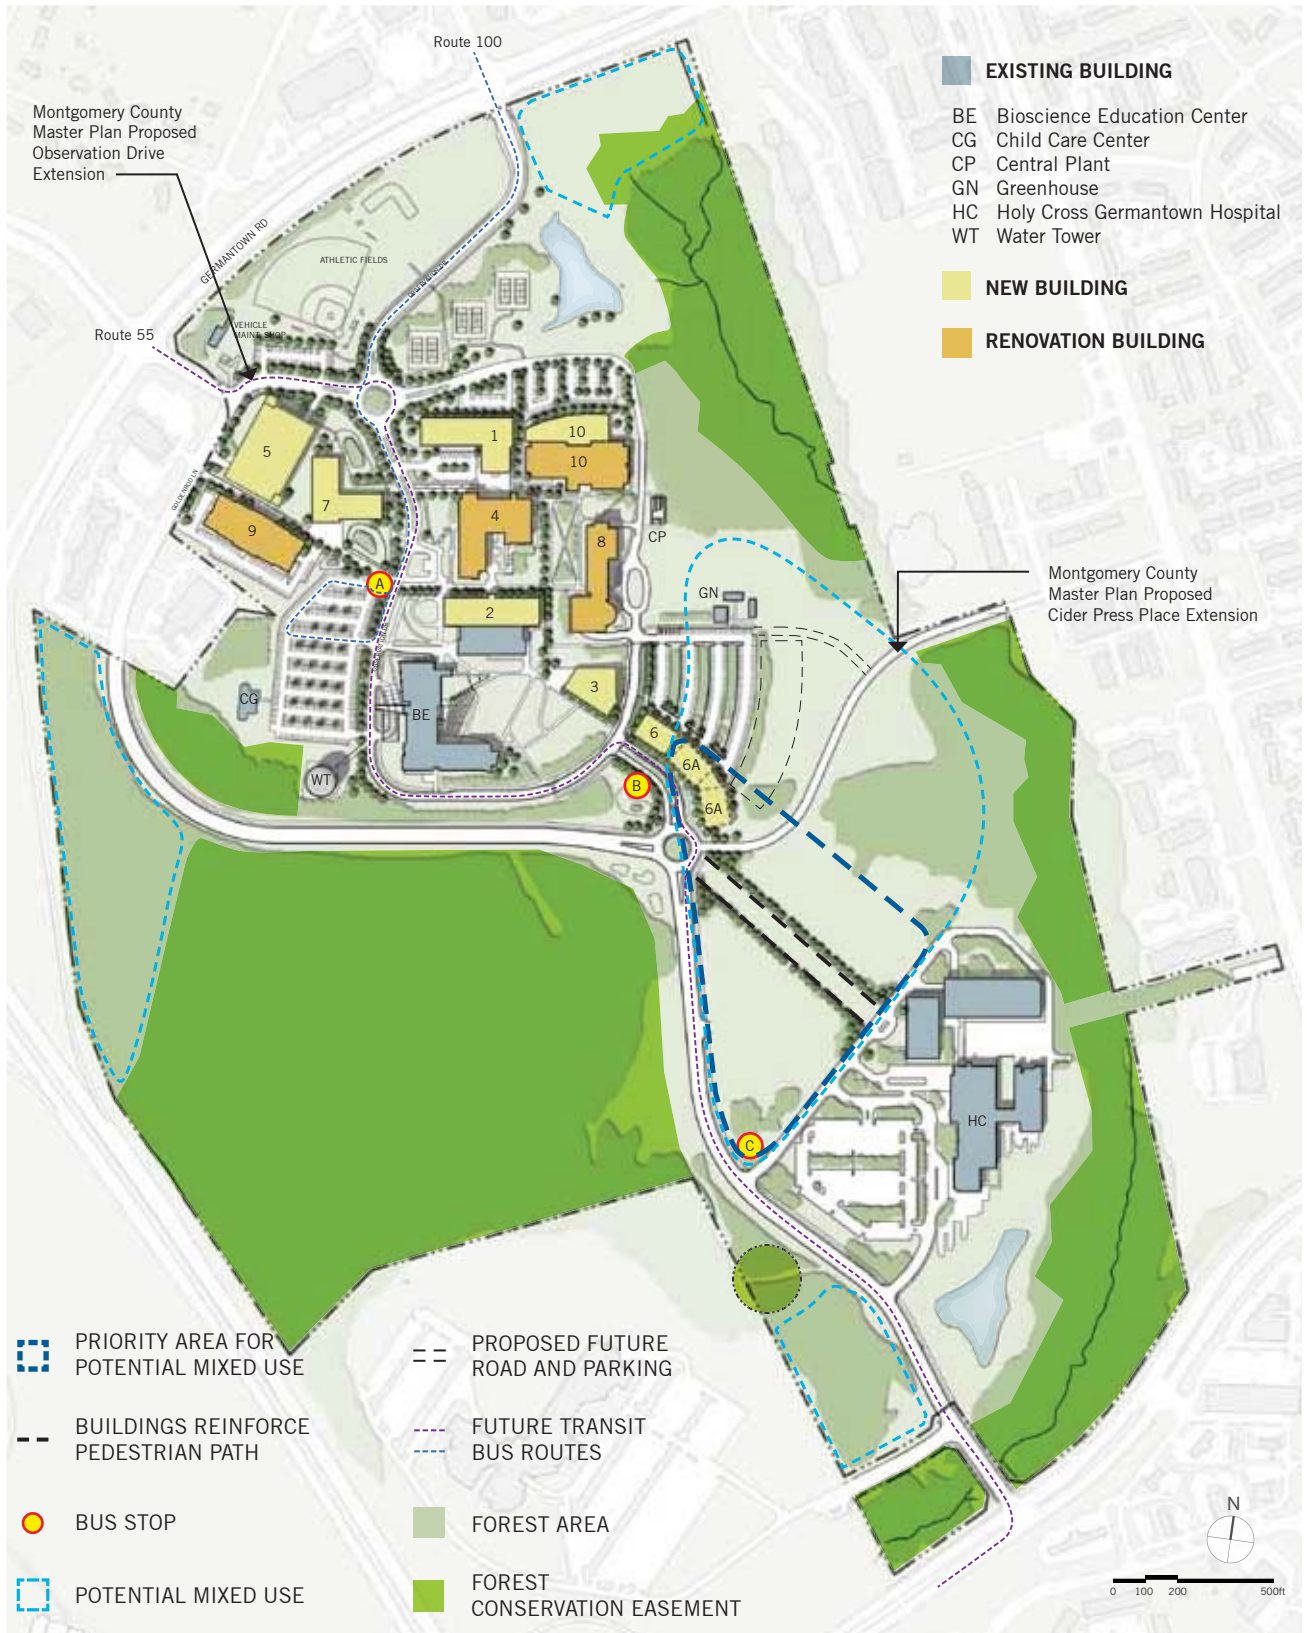 Route 100
Montgomery County
Master Plan Proposed
Observation Drive
Extension
EXISTING BUILDING
BE Bioscience Education Center
CG Child Care Center
CP Central Plant
GN Greenhouse
HC Holy Cross Germantown Hospital
WT Water Tower
NEW BUILDING
RENOVATION BUILDING
GERMANTOWN RD
ATHLETIC FIELDS
VEHICLE
MAINT. SHOP
Route 55
GOLDENROD LN
5
7
9
1
10
10
4
8
CP
A
2
GN
Montgomery County
Master Plan Proposed
Cider Press Place Extension
CG
BE
3
WT
6
6A
6A
B
HC
C
PRIORITY AREA FOR
POTENTIAL MIXED USE
BUILDINGS REINFORCE
PEDESTRIAN PATH
BUS STOP
POTENTIAL MIXED USE
PROPOSED FUTURE
ROAD AND PARKING
FUTURE TRANSIT
BUS ROUTES
FOREST AREA
FOREST
CONSERVATION EASEMENT
N
0 100 200 500ft